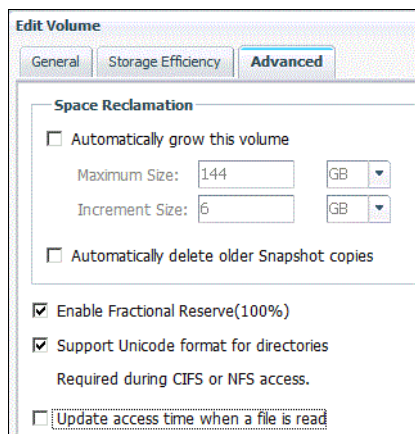 Edit Volume
General Storage Efficiency Advanced
Space Reclamation
Automatically grow this volume
Maximum Size: 144 GB
Increment Size: 6 GB
Automatically delete older Snapshot copies
Enable Fractional Reserve(100%)
Support Unicode format for directories
Required during CIFS or NFS access.
Update access time when a file is read